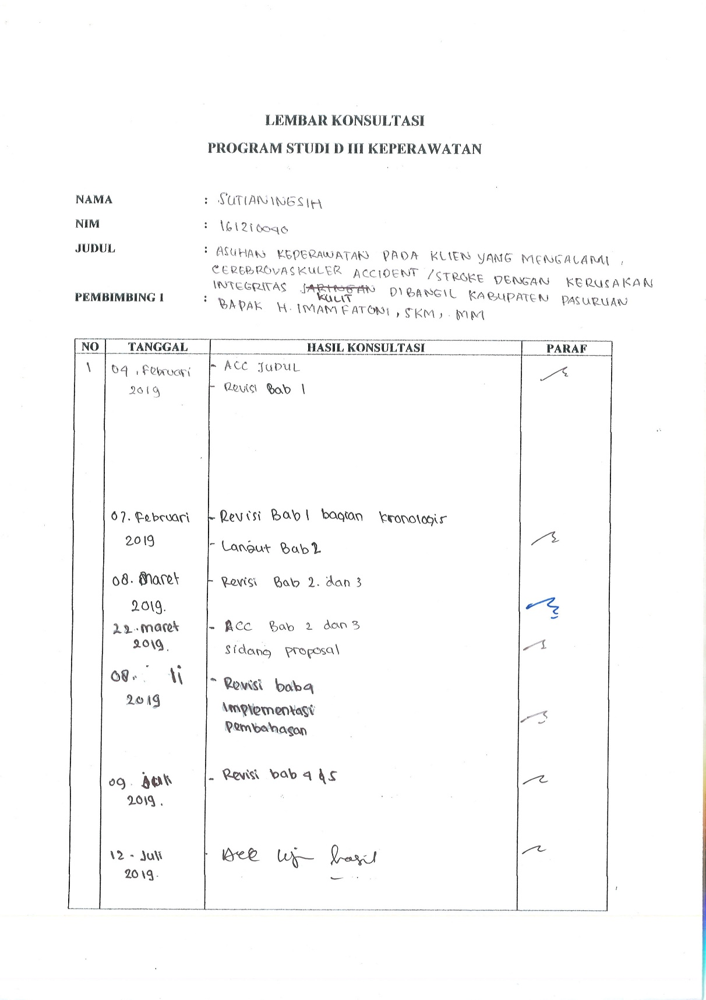 LEMBAR KONSULTASI
PROGRAM STUDI D III KEPERAWATAN
NAMA : SUTIANINGSIH
NIM : 161210040
JUDUL : ASUHAN KEPERAWATAN PADA KLIEN YANG MENGALAMI
CEREBROVASKULER ACCIDENT / STROKE DENGAN KERUSAKAN
INTEGRITAS JARINGAN DIBANGIL KABUPATEN PASURUAN
KULIT
PEMBIMBING 1 : BAPAK H. IMAM FATONI, SKM, MM
NO TANGGAL HASIL KONSULTASI PARAF
1 04. Februari - ACC JUDUL
2019 - Revisi Bab 1
07. Februari - Revisi Bab 1 bagian kronologis
2019 - Lanjut Bab 2
08. Maret - Revisi Bab 2. dan 3
2019.
22. maret - ACC Bab 2 dan 3
2019. sidang proposal
08. li - Revisi bab 4
2019 Implementasi
Pembahasan
09. juli - Revisi bab 4 & 5
2019.
12 - Juli - Acc Uji hasil
2019.